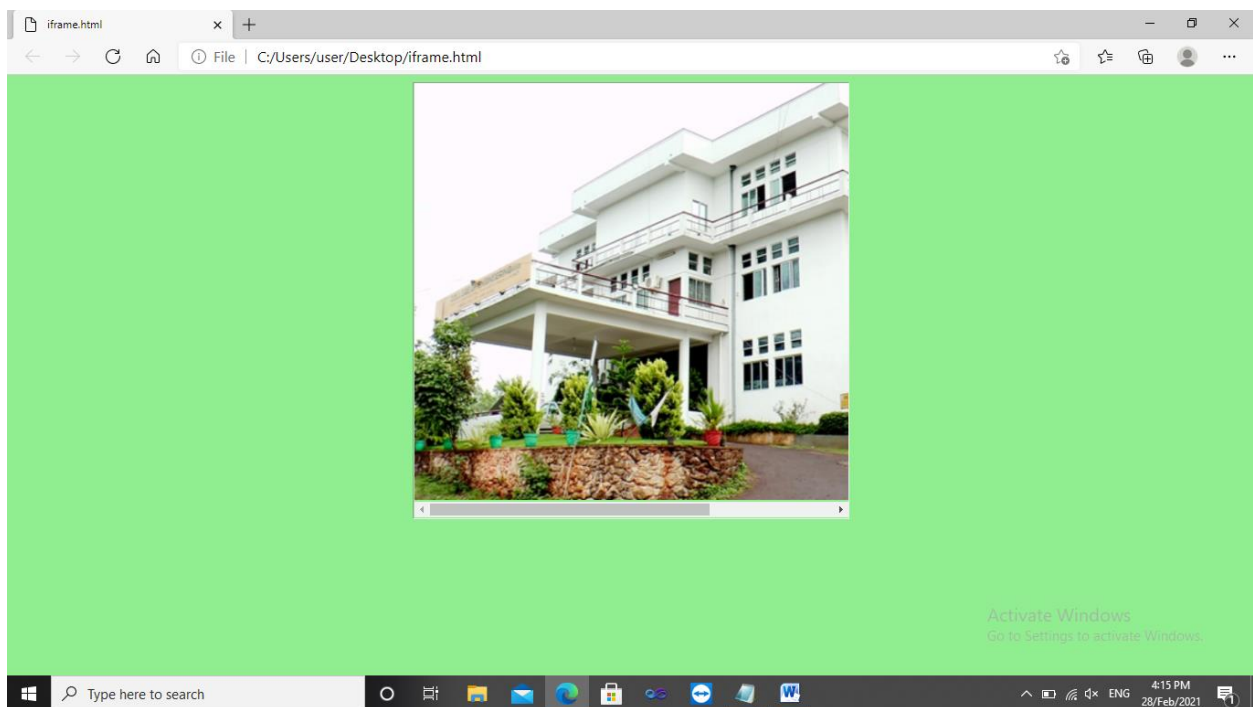 iframe.html
File | C:/Users/user/Desktop/iframe.html
Activate Windows
Go to Settings to activate Windows.
Type here to search
W
ENG
4:15 PM
28/Feb/2021
1